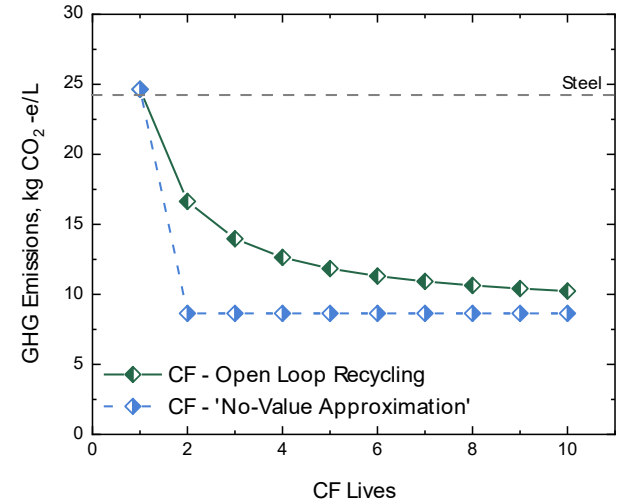 GHG Emissions, kg CO₂ -e/L
30
25
20
15
10
5
0
Steel
CF - Open Loop Recycling
CF - 'No-Value Approximation'
0 2 4 6 8 10
CF Lives